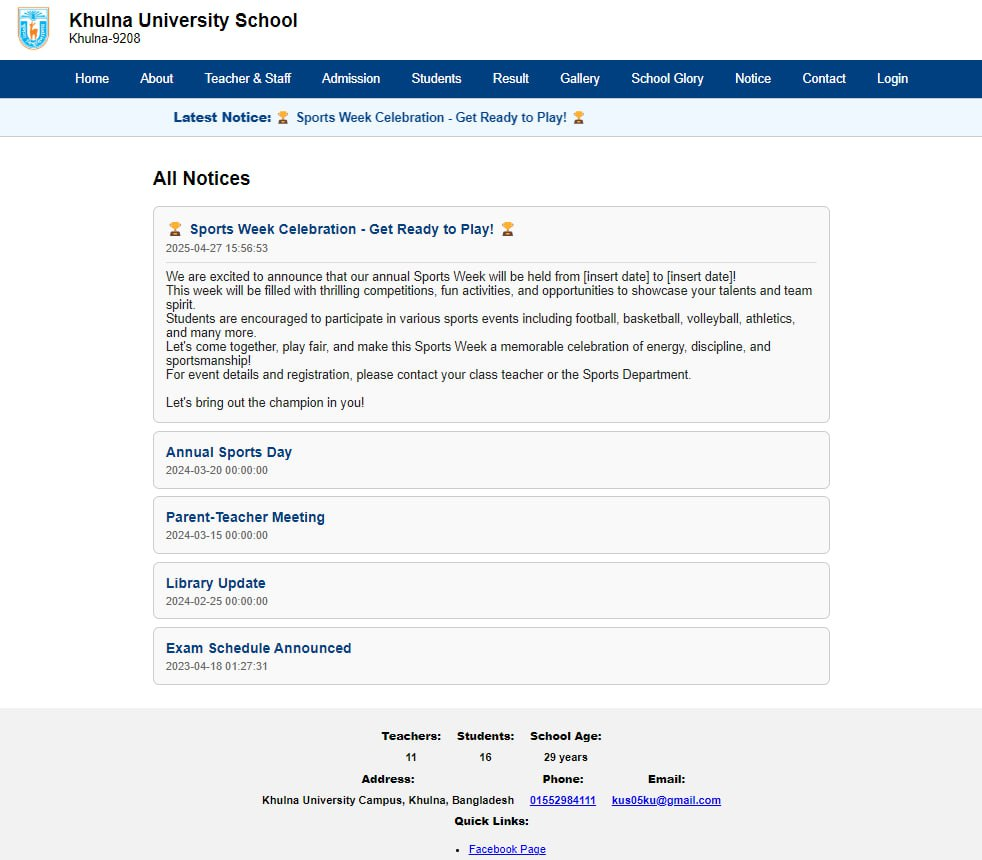 Khulna University School
Khulna-9208
Home About Teacher & Staff Admission Students Result Gallery School Glory Notice Contact Login
Latest Notice: 🏆 Sports Week Celebration - Get Ready to Play! 🏆
All Notices
🏆 Sports Week Celebration - Get Ready to Play! 🏆
2025-04-27 15:56:53
We are excited to announce that our annual Sports Week will be held from [insert date] to [insert date]!
This week will be filled with thrilling competitions, fun activities, and opportunities to showcase your talents and team
spirit.
Students are encouraged to participate in various sports events including football, basketball, volleyball, athletics,
and many more.
Let's come together, play fair, and make this Sports Week a memorable celebration of energy, discipline, and
sportsmanship!
For event details and registration, please contact your class teacher or the Sports Department.
Let's bring out the champion in you!
Annual Sports Day
2024-03-20 00:00:00
Parent-Teacher Meeting
2024-03-15 00:00:00
Library Update
2024-02-25 00:00:00
Exam Schedule Announced
2023-04-18 01:27:31
Teachers: Students: School Age:
11 16 29 years
Address: Phone: Email:
Khulna University Campus, Khulna, Bangladesh 01552984111 kus05ku@gmail.com
Quick Links:
• Facebook Page